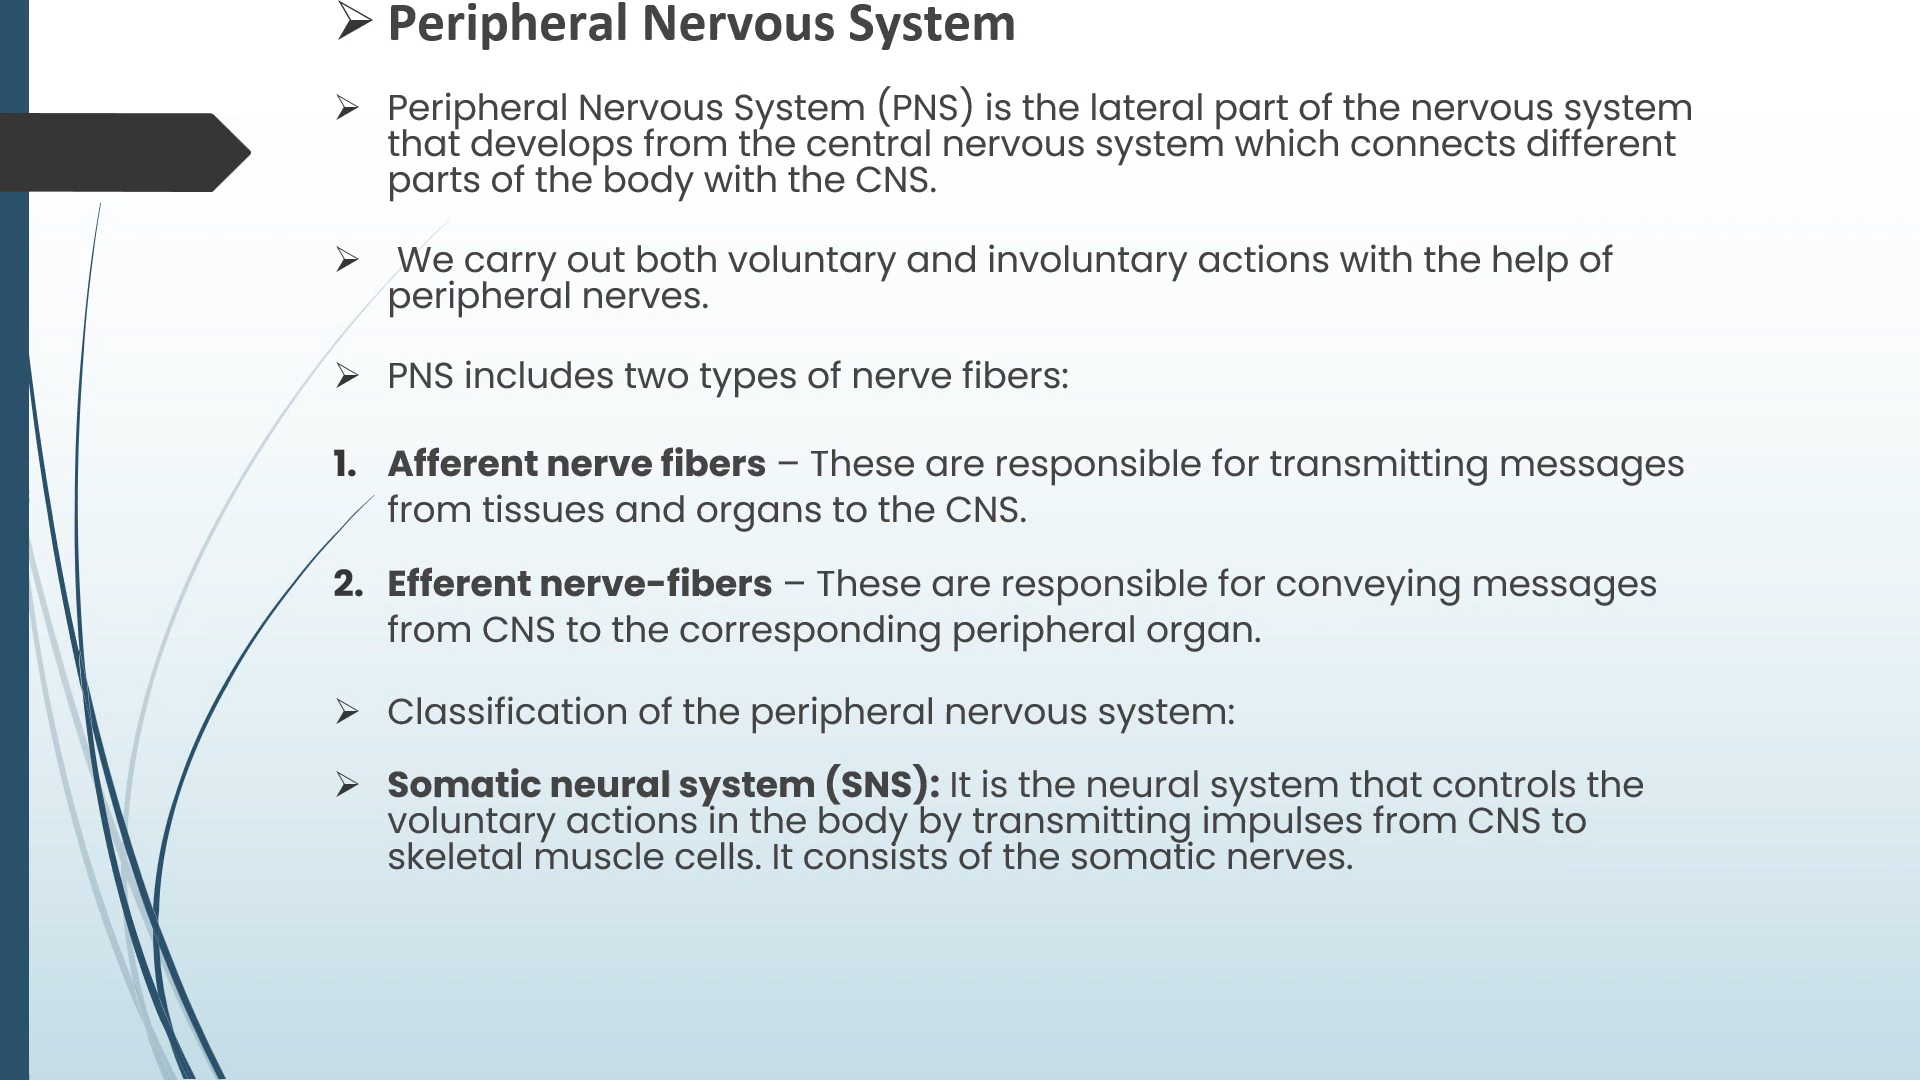 ➢ Peripheral Nervous System
➢ Peripheral Nervous System (PNS) is the lateral part of the nervous system
that develops from the central nervous system which connects different
parts of the body with the CNS.
➢ We carry out both voluntary and involuntary actions with the help of
peripheral nerves.
➢ PNS includes two types of nerve fibers:
1. Afferent nerve fibers – These are responsible for transmitting messages
from tissues and organs to the CNS.
2. Efferent nerve-fibers – These are responsible for conveying messages
from CNS to the corresponding peripheral organ.
➢ Classification of the peripheral nervous system:
➢ Somatic neural system (SNS): It is the neural system that controls the
voluntary actions in the body by transmitting impulses from CNS to
skeletal muscle cells. It consists of the somatic nerves.